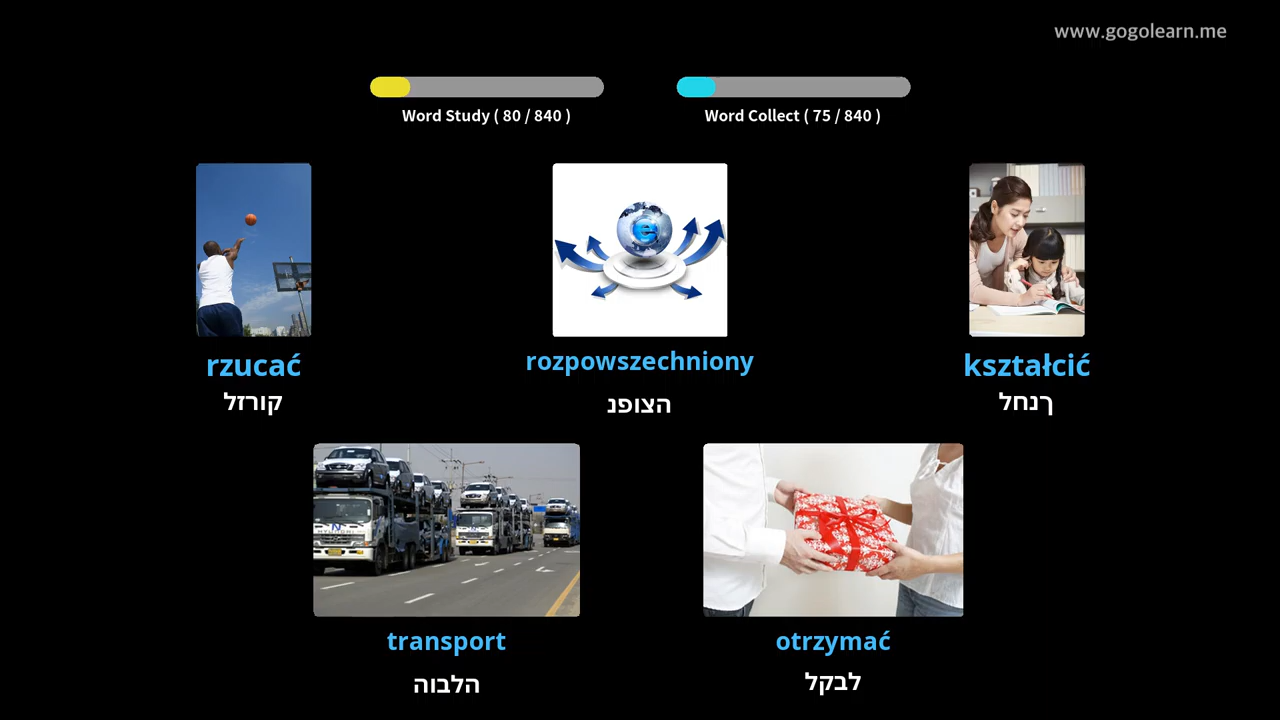 www.gogolearn.me
Word Study ( 80 / 840 )
Word Collect ( 75 / 840 )
rzucać
קורזל
rozpowszechniony
הצופנ
kształcić
ךנחל
transport
הלבוה
otrzymać
לבקל